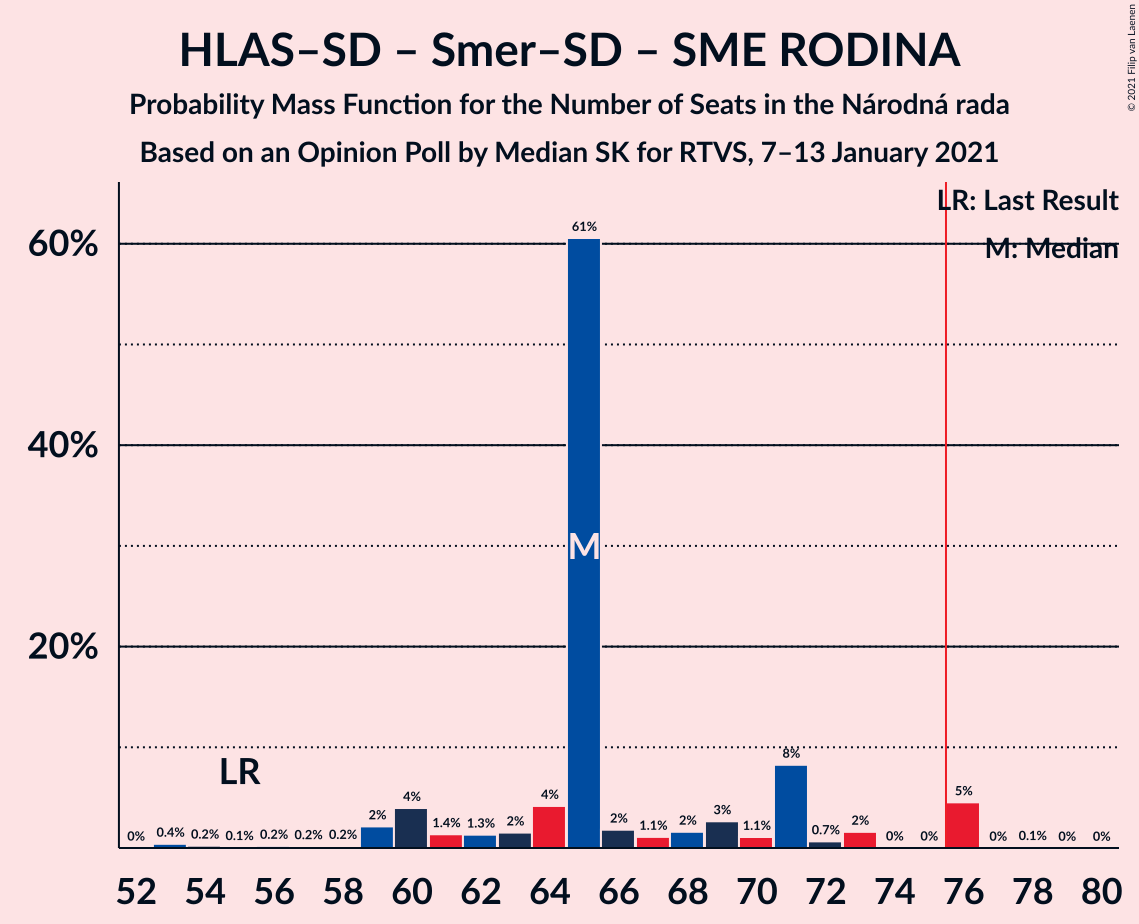 HLAS–SD – Smer–SD – SME RODINA
Probability Mass Function for the Number of Seats in the Národná rada
Based on an Opinion Poll by Median SK for RTVS, 7–13 January 2021
© 2021 Filip van Laenen
LR: Last Result
M: Median
60%
40%
20%
61%
M
LR
0% 0.4% 0.2% 0.1% 0.2% 0.2% 0.2% 2% 4% 1.4% 1.3% 2% 4% 2% 1.1% 2% 3% 1.1% 8% 0.7% 2% 0% 0% 5% 0% 0.1% 0% 0%
52 54 56 58 60 62 64 66 68 70 72 74 76 78 80